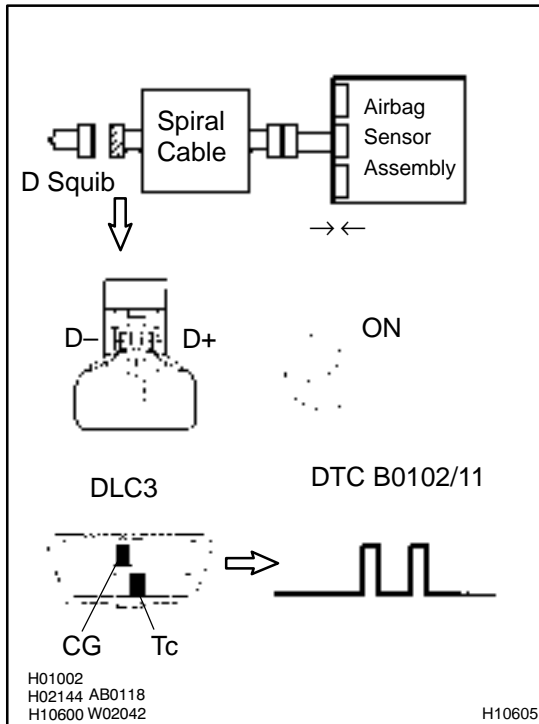 Spiral
Cable
Airbag
Sensor
Assembly
D Squib
D– D+
ON
DLC3
DTC B0102/11
CG Tc
H01002
H02144 AB0118
H10600 W02042
H10605